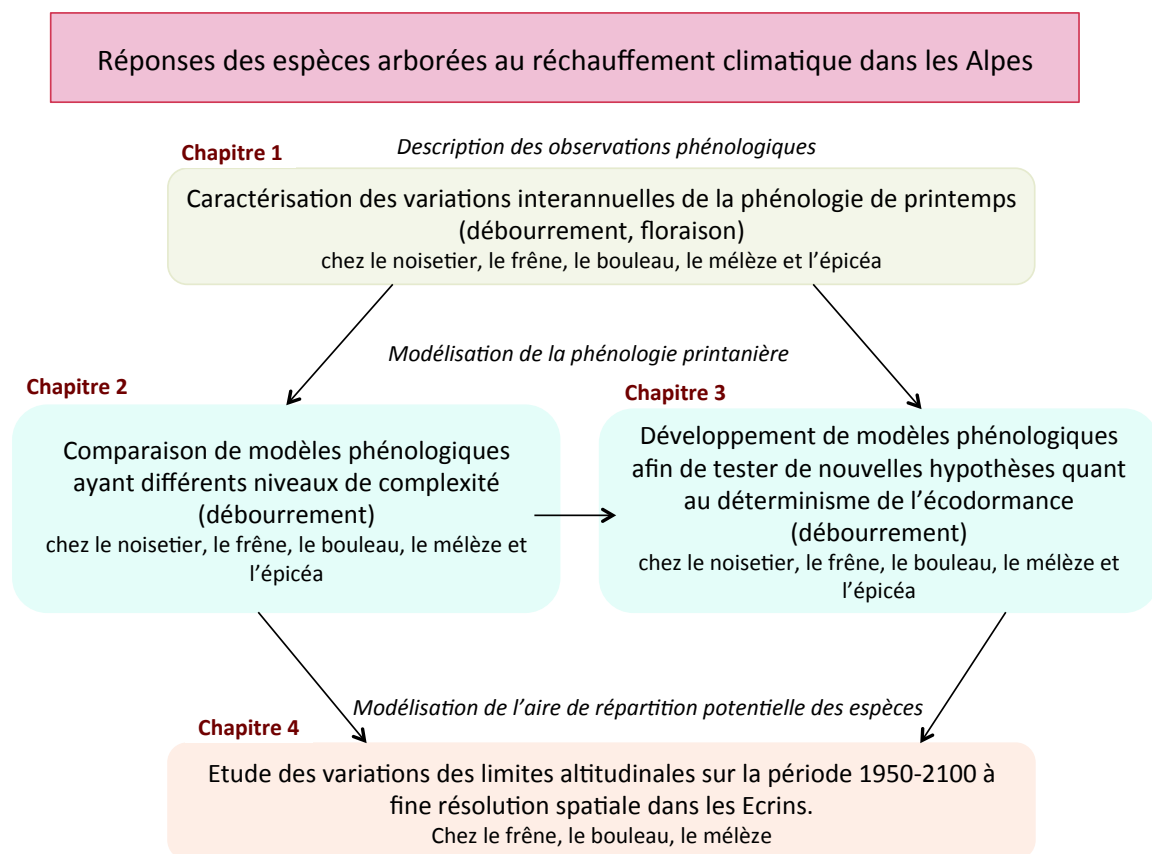 Réponses des espèces arborées au réchauffement climatique dans les Alpes
Chapitre 1
Description des observations phénologiques
Caractérisation des variations interannuelles de la phénologie de printemps
(débourrement, floraison)
chez le noisetier, le frêne, le bouleau, le mélèze et l’épicéa
Modélisation de la phénologie printanière
Chapitre 2
Comparaison de modèles phénologiques
ayant différents niveaux de complexité
(débourrement)
chez le noisetier, le frêne, le bouleau, le mélèze et
l’épicéa
Chapitre 3
Développement de modèles phénologiques
afin de tester de nouvelles hypothèses quant
au déterminisme de l’écodormance
(débourrement)
chez le noisetier, le frêne, le bouleau, le mélèze et
l’épicéa
Modélisation de l’aire de répartition potentielle des espèces
Chapitre 4
Etude des variations des limites altitudinales sur la période 1950-2100 à
fine résolution spatiale dans les Ecrins.
Chez le frêne, le bouleau, le mélèze